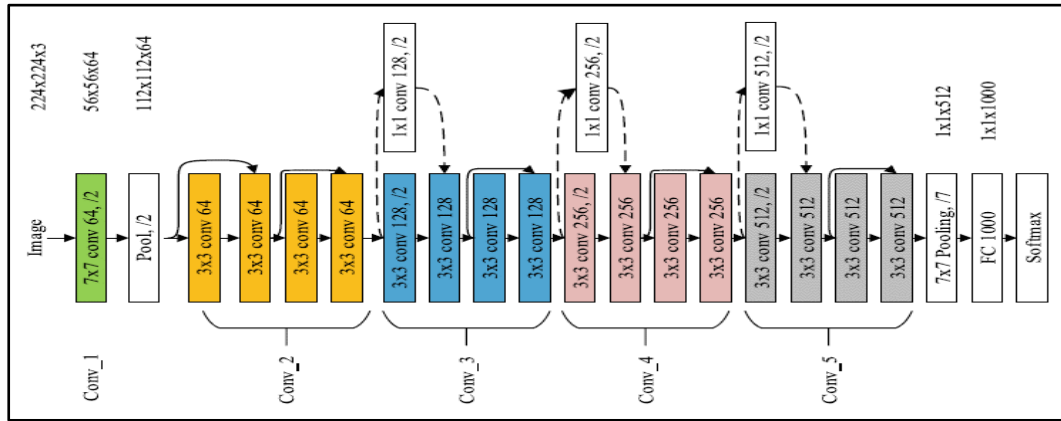 224x224x3
56x56x64
112x112x64
1x1 conv 128, /2
1x1 conv 256, /2
1x1 conv 512, /2
1x1x512
1x1x1000
Image
7x7 conv 64, /2
Pool, /2
3x3 conv 64
3x3 conv 64
3x3 conv 64
3x3 conv 64
3x3 conv 128, /2
3x3 conv 128
3x3 conv 128
3x3 conv 128
3x3 conv 256, /2
3x3 conv 256
3x3 conv 256
3x3 conv 256
3x3 conv 512, /2
3x3 conv 512
3x3 conv 512
3x3 conv 512
7x7 Pooling, /7
FC 1000
Softmax
Conv_1
Conv_2
Conv_3
Conv_4
Conv_5